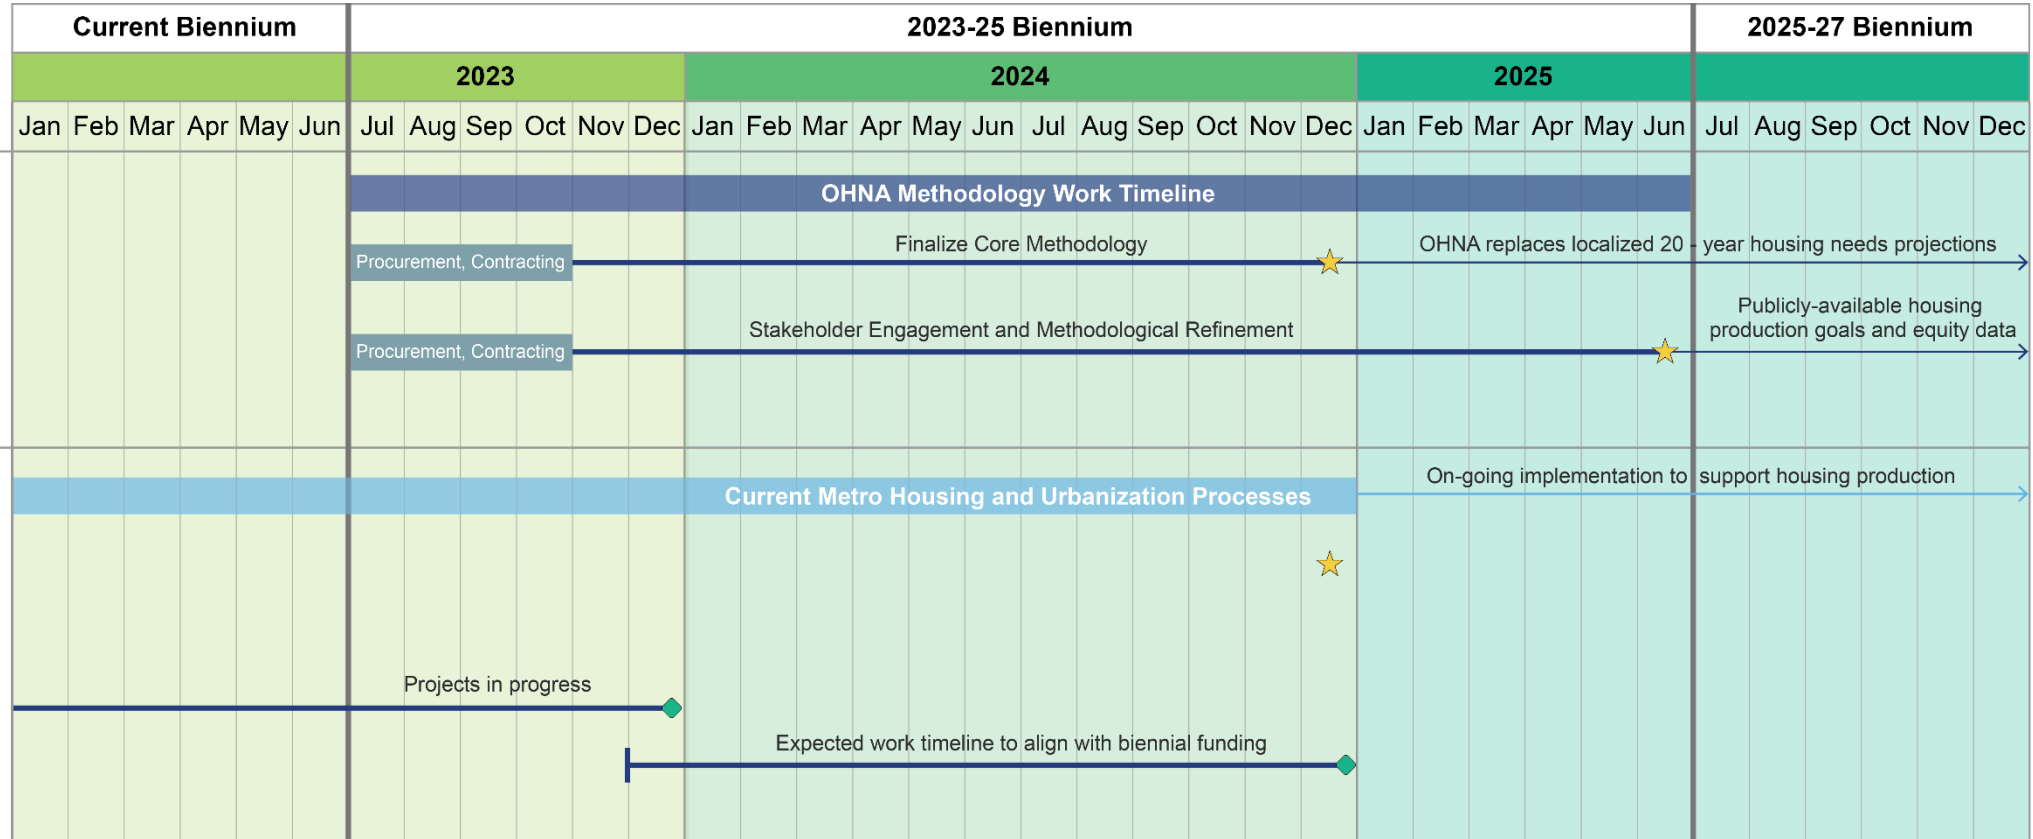 Current Biennium
2023-25 Biennium
2025-27 Biennium
2023
2024
2025
Jan Feb Mar Apr May Jun Jul Aug Sep Oct Nov Dec Jan Feb Mar Apr May Jun Jul Aug Sep Oct Nov Dec Jan Feb Mar Apr May Jun Jul Aug Sep Oct Nov Dec
OHNA Methodology Work Timeline
Finalize Core Methodology
OHNA replaces localized 20 - year housing needs projections
Procurement, Contracting
Publicly-available housing
production goals and equity data
Stakeholder Engagement and Methodological Refinement
Procurement, Contracting
On-going implementation to support housing production
Current Metro Housing and Urbanization Processes
Projects in progress
Expected work timeline to align with biennial funding